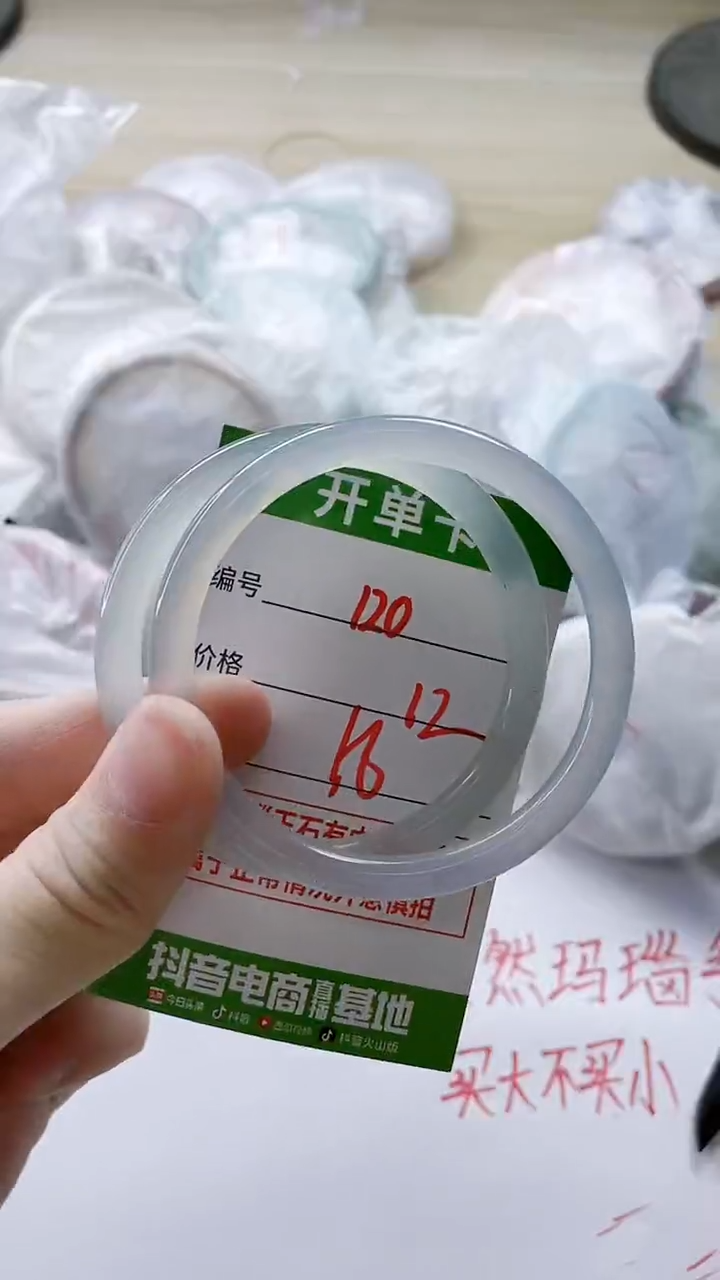 开单卡
编号 120
价格 12
16
抖音电商直播基地
今日头条 抖音 西瓜视频 抖音火山版
然玛瑙
买大不买小